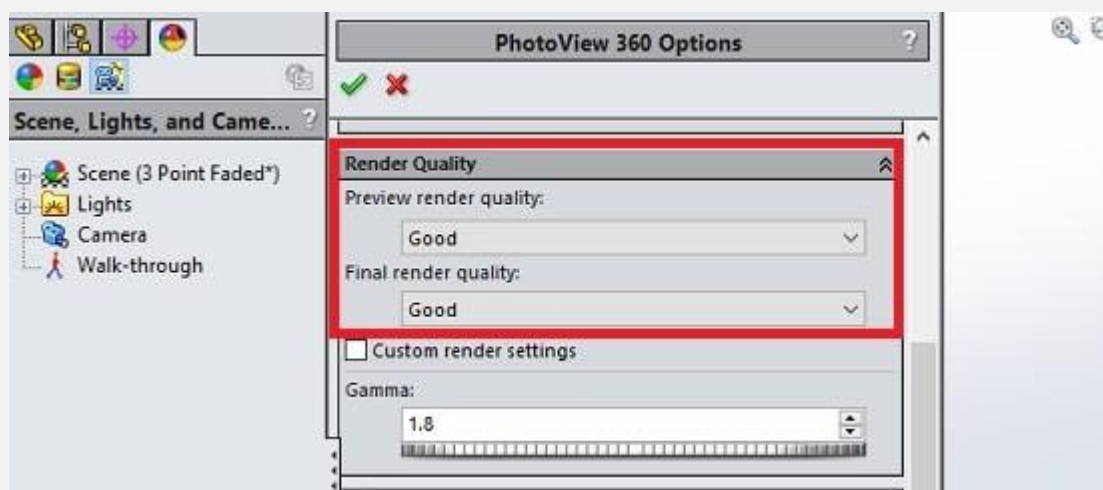 PhotoView 360 Options
?
Scene, Lights, and Came... ?
Scene (3 Point Faded*)
Lights
Camera
Walk-through
Render Quality
Preview render quality:
Good
Final render quality:
Good
Custom render settings
Gamma:
1.8